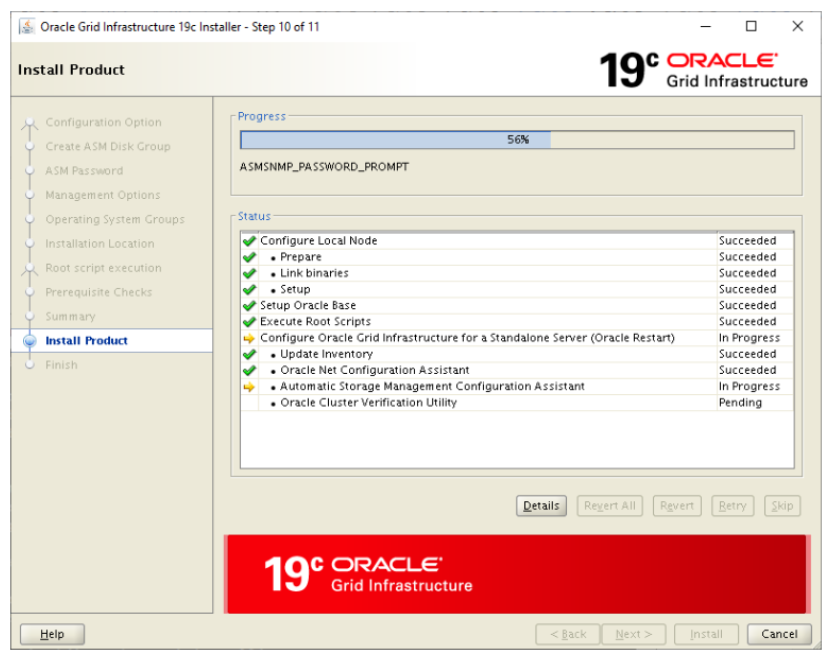 Oracle Grid Infrastructure 19c Installer - Step 10 of 11
Install Product
19c ORACLE
Grid Infrastructure
Configuration Option
Create ASM Disk Group
ASM Password
Management Options
Operating System Groups
Installation Location
Root script execution
Prerequisite Checks
Summary
Install Product
Finish
Progress
56%
ASMSNMP_PASSWORD_PROMPT
Status
Configure Local Node Succeeded
• Prepare Succeeded
• Link binaries Succeeded
• Setup Succeeded
Setup Oracle Base Succeeded
Execute Root Scripts Succeeded
Configure Oracle Grid Infrastructure for a Standalone Server (Oracle Restart) In Progress
• Update Inventory Succeeded
• Oracle Net Configuration Assistant Succeeded
• Automatic Storage Management Configuration Assistant In Progress
• Oracle Cluster Verification Utility Pending
Details Revert All Revert Retry Skip
19c ORACLE
Grid Infrastructure
Help < Back Next > Install Cancel